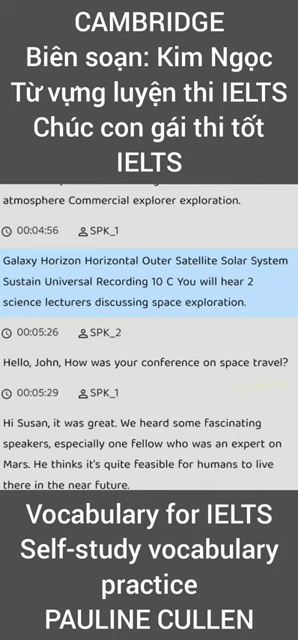 CAMBRIDGE
Biên soạn: Kim Ngọc
Từ vựng luyện thi IELTS
Chúc con gái thi tốt
IELTS
atmosphere Commercial explorer exploration.
00:04:56 SPK_1
Galaxy Horizon Horizontal Outer Satellite Solar System
Sustain Universal Recording 10 C You will hear 2
science lecturers discussing space exploration.
00:05:26 SPK_2
Hello, John, How was your conference on space travel?
00:05:29 SPK_1
Hi Susan, it was great. We heard some fascinating
speakers, especially one fellow who was an expert on
Mars. He thinks it's quite feasible for humans to live
there in the near future.
Vocabulary for IELTS
Self-study vocabulary
practice
PAULINE CULLEN